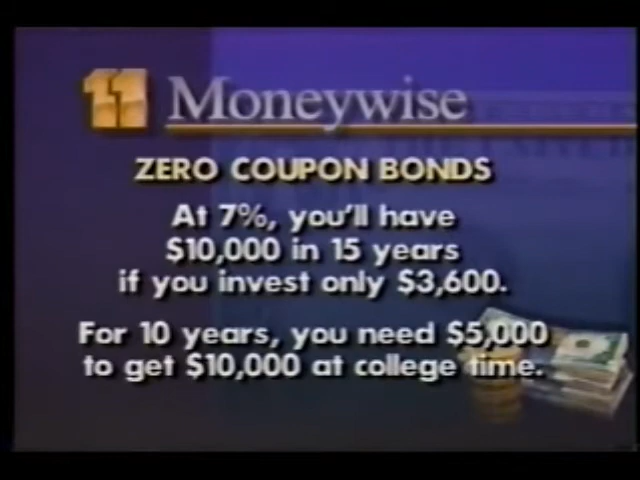 11 Moneywise
ZERO COUPON BONDS
At 7%, you'll have
$10,000 in 15 years
if you invest only $3,600.
For 10 years, you need $5,000
to get $10,000 at college time.